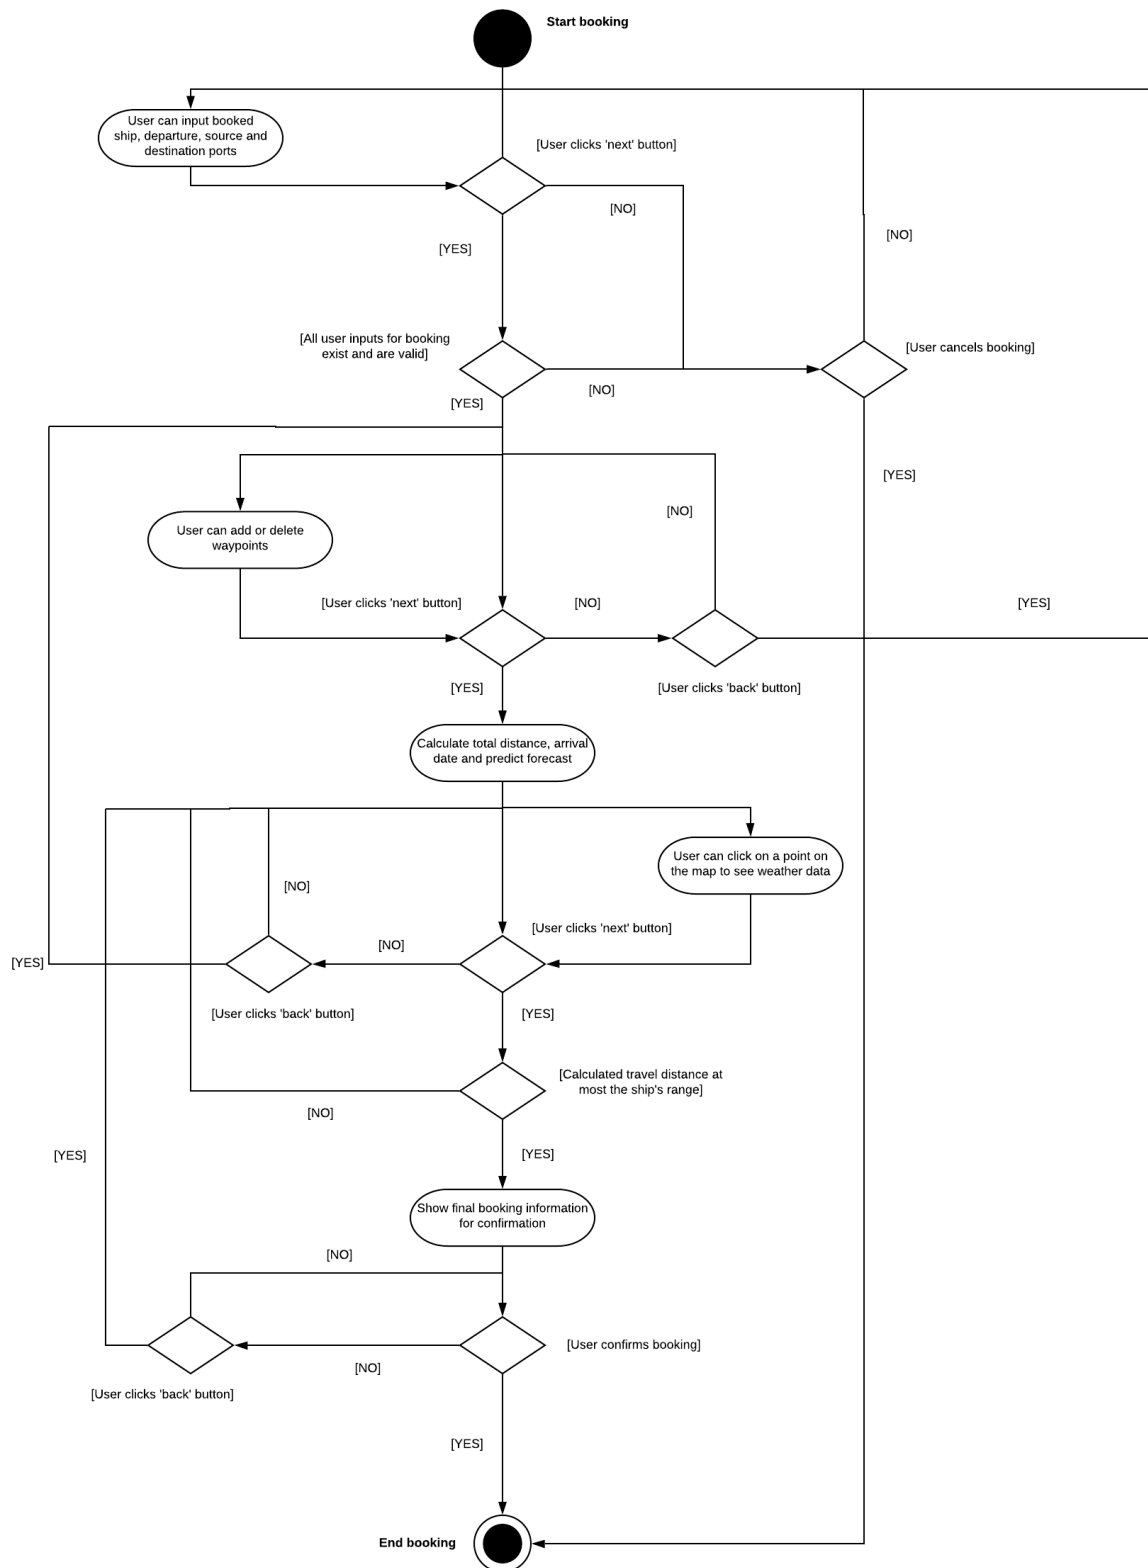 Start booking
User can input booked
ship, departure, source and
destination ports
[User clicks 'next' button]
[NO]
[YES]
[NO]
[All user inputs for booking
exist and are valid]
[User cancels booking]
[NO]
[YES]
[YES]
[NO]
User can add or delete
waypoints
[User clicks 'next' button]
[NO]
[YES]
[YES]
[User clicks 'back' button]
Calculate total distance, arrival
date and predict forecast
User can click on a point on
the map to see weather data
[NO]
[User clicks 'next' button]
[NO]
[YES]
[User clicks 'back' button]
[YES]
[Calculated travel distance at
most the ship's range]
[NO]
[YES]
[YES]
Show final booking information
for confirmation
[NO]
[User confirms booking]
[NO]
[User clicks 'back' button]
[YES]
End booking